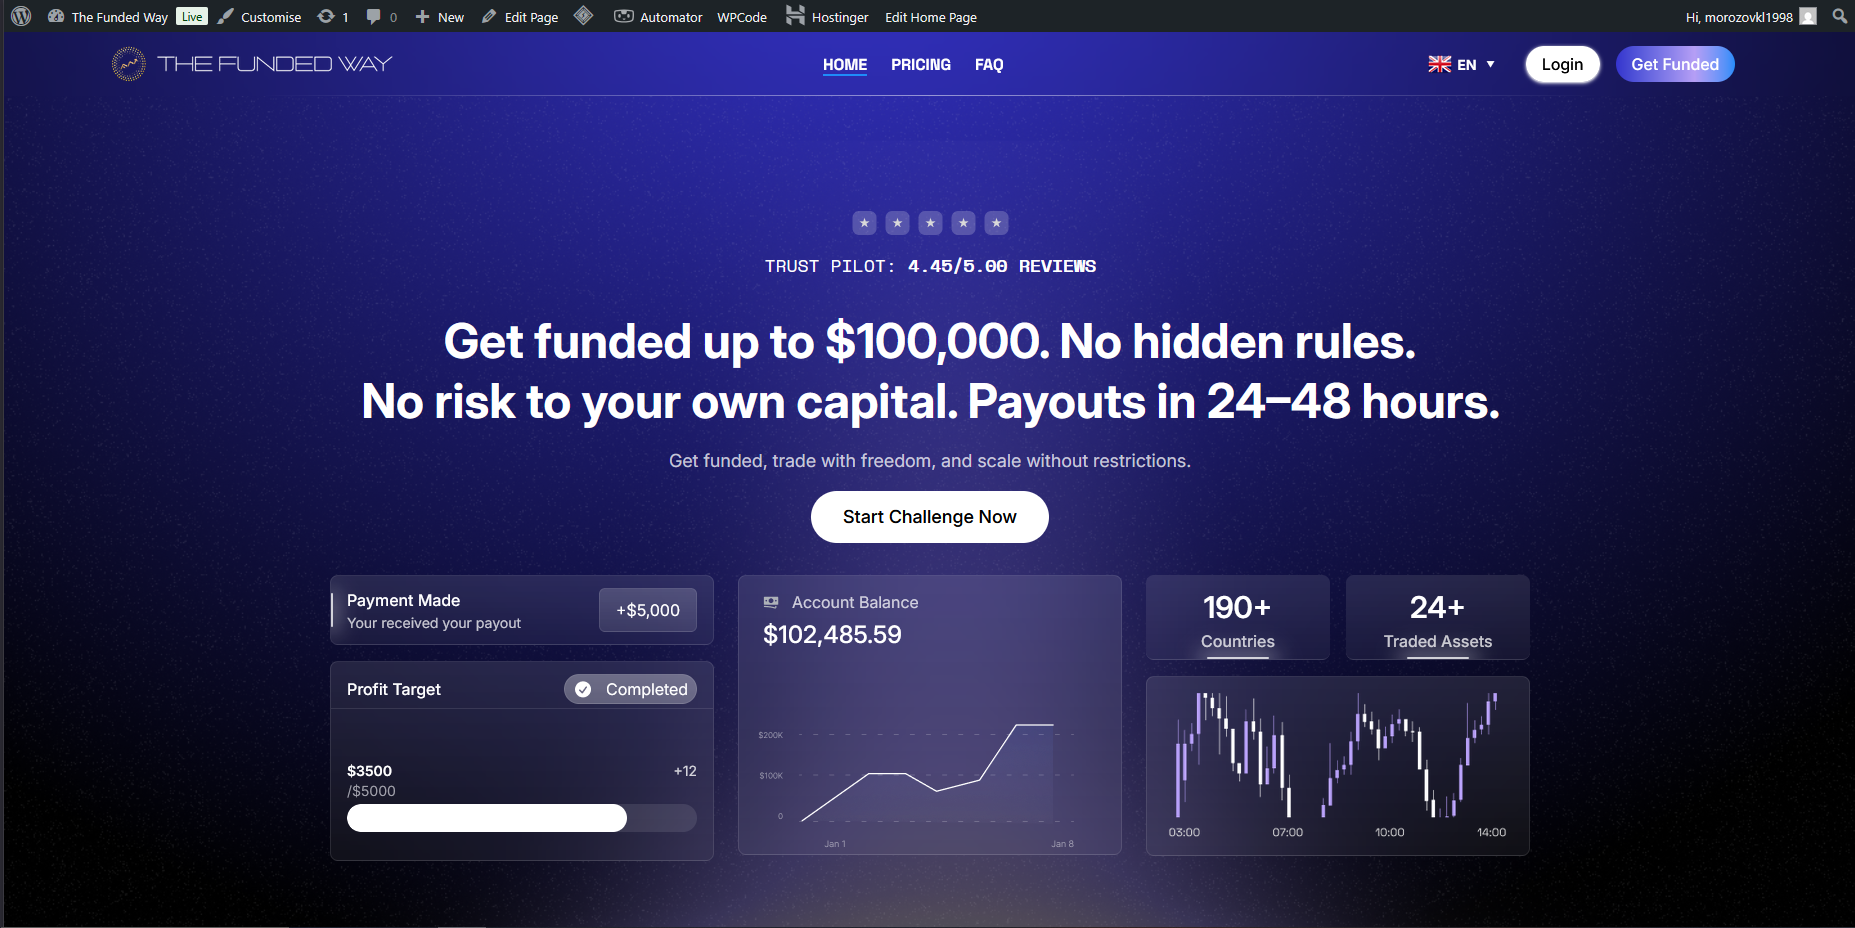 The Funded Way Live Customise 1 0 New Edit Page Automator WPCode Hostinger Edit Home Page Hi, morozovkl1998
THE FUNDED WAY HOME PRICING FAQ EN Login Get Funded
TRUST PILOT: 4.45/5.00 REVIEWS
Get funded up to $100,000. No hidden rules.
No risk to your own capital. Payouts in 24–48 hours.
Get funded, trade with freedom, and scale without restrictions.
Start Challenge Now
Payment Made
Your received your payout
+$5,000
Profit Target
Completed
$3500
+12
/$5000
Account Balance
$102,485.59
$200K
$100K
0
Jan 1 Jan 8
190+
Countries
24+
Traded Assets
03:00 07:00 10:00 14:00